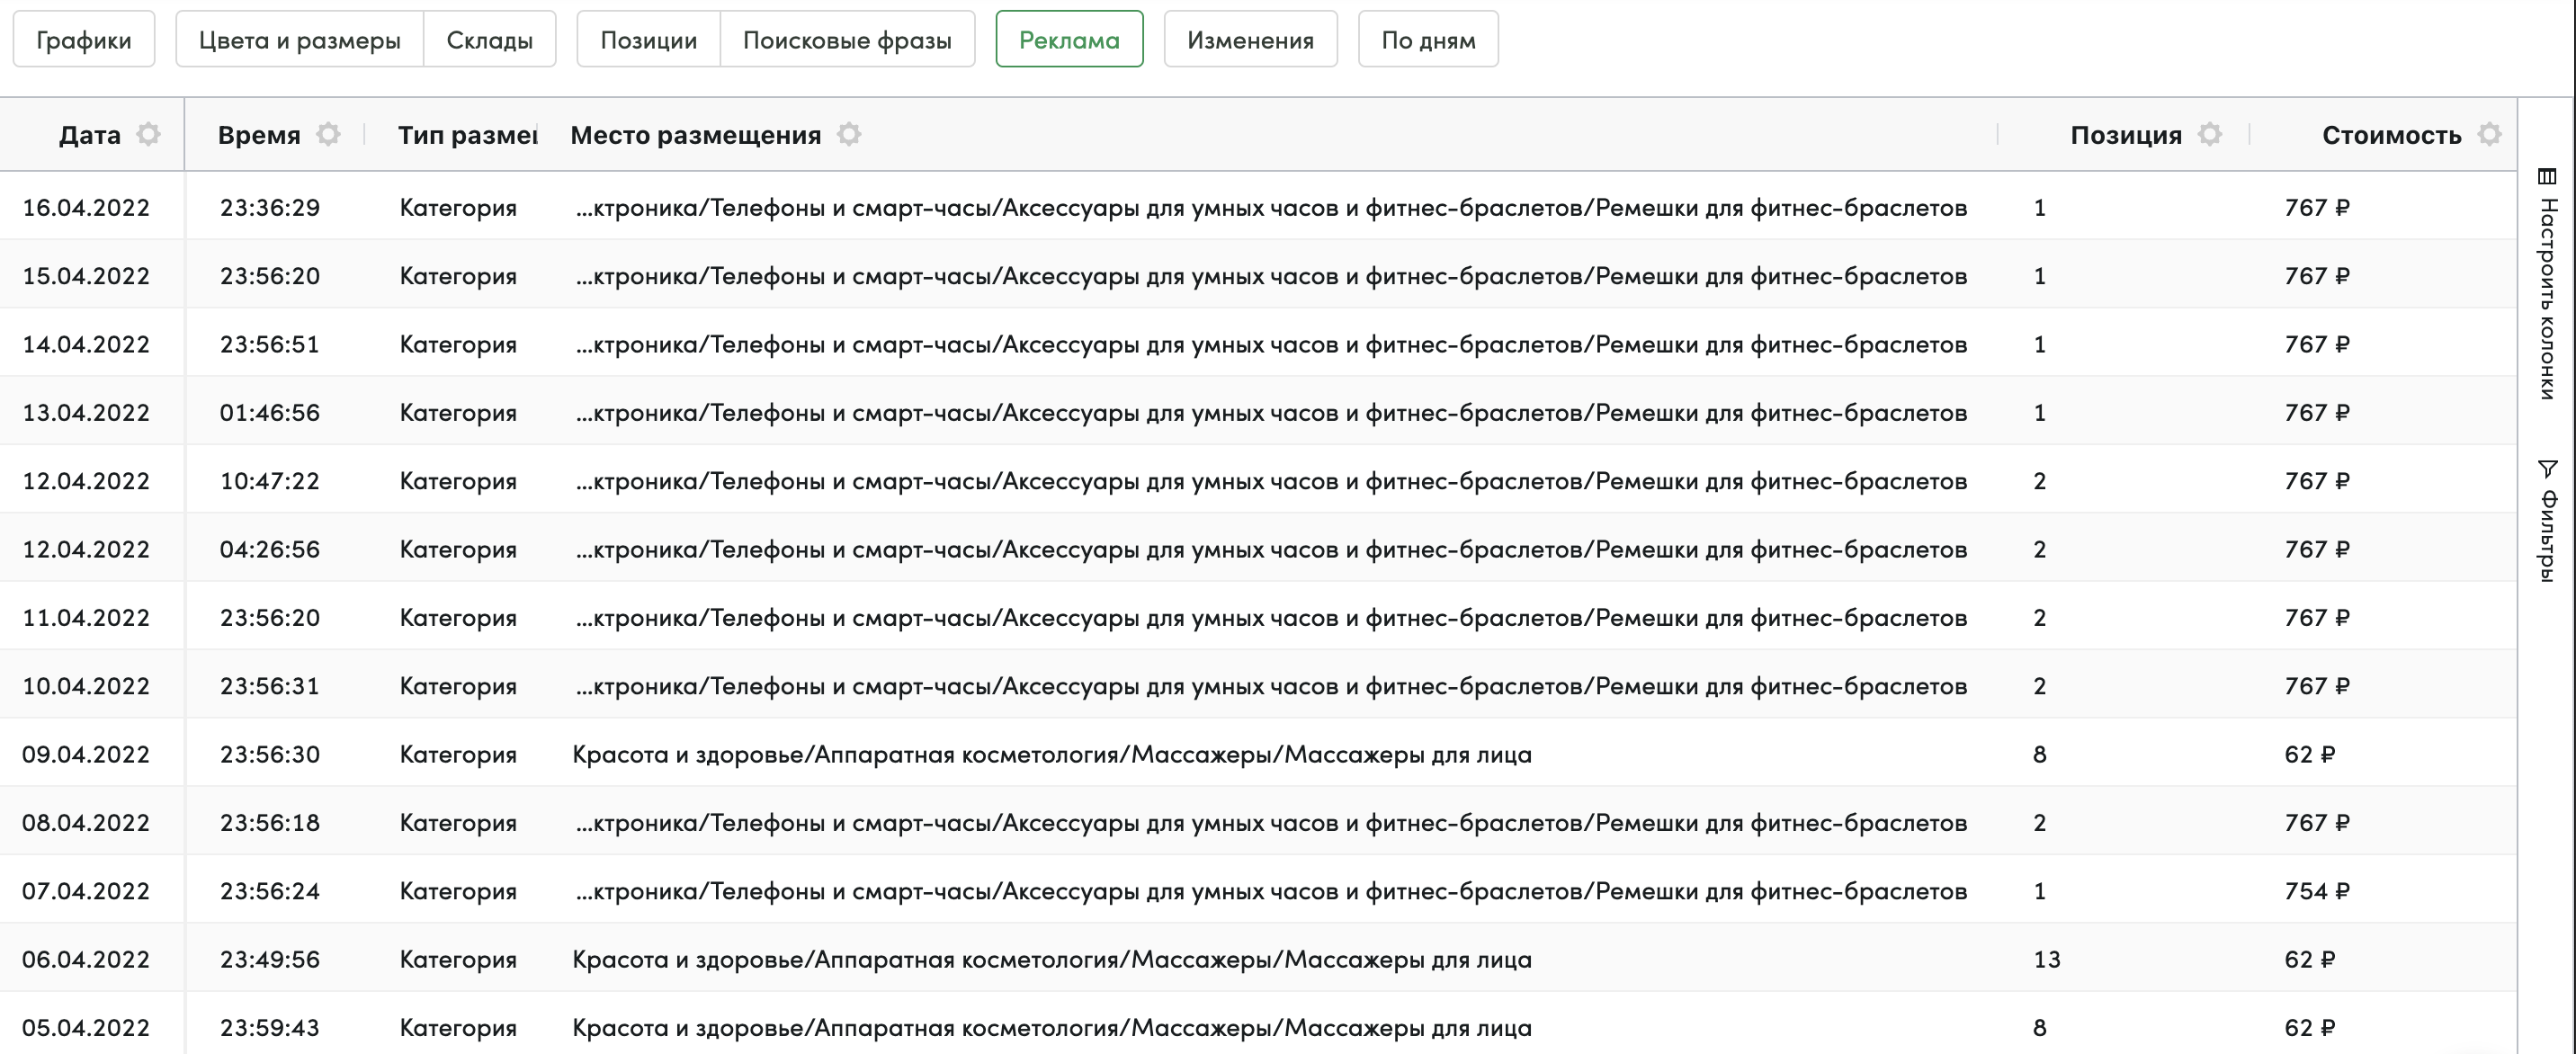 Графики Цвета и размеры Склады Позиции Поисковые фразы Реклама Изменения По дням
Дата Время Тип разме Место размещения Позиция Стоимость
16.04.2022 23:36:29 Категория ...ктроника/Телефоны и смарт-часы/Аксессуары для умных часов и фитнес-браслетов/Ремешки для фитнес-браслетов 1 767 ₽
15.04.2022 23:56:20 Категория ...ктроника/Телефоны и смарт-часы/Аксессуары для умных часов и фитнес-браслетов/Ремешки для фитнес-браслетов 1 767 ₽
14.04.2022 23:56:51 Категория ...ктроника/Телефоны и смарт-часы/Аксессуары для умных часов и фитнес-браслетов/Ремешки для фитнес-браслетов 1 767 ₽
13.04.2022 01:46:56 Категория ...ктроника/Телефоны и смарт-часы/Аксессуары для умных часов и фитнес-браслетов/Ремешки для фитнес-браслетов 1 767 ₽
12.04.2022 10:47:22 Категория ...ктроника/Телефоны и смарт-часы/Аксессуары для умных часов и фитнес-браслетов/Ремешки для фитнес-браслетов 2 767 ₽
12.04.2022 04:26:56 Категория ...ктроника/Телефоны и смарт-часы/Аксессуары для умных часов и фитнес-браслетов/Ремешки для фитнес-браслетов 2 767 ₽
11.04.2022 23:56:20 Категория ...ктроника/Телефоны и смарт-часы/Аксессуары для умных часов и фитнес-браслетов/Ремешки для фитнес-браслетов 2 767 ₽
10.04.2022 23:56:31 Категория ...ктроника/Телефоны и смарт-часы/Аксессуары для умных часов и фитнес-браслетов/Ремешки для фитнес-браслетов 2 767 ₽
09.04.2022 23:56:30 Категория Красота и здоровье/Аппаратная косметология/Массажеры/Массажеры для лица 8 62 ₽
08.04.2022 23:56:18 Категория ...ктроника/Телефоны и смарт-часы/Аксессуары для умных часов и фитнес-браслетов/Ремешки для фитнес-браслетов 2 767 ₽
07.04.2022 23:56:24 Категория ...ктроника/Телефоны и смарт-часы/Аксессуары для умных часов и фитнес-браслетов/Ремешки для фитнес-браслетов 1 754 ₽
06.04.2022 23:49:56 Категория Красота и здоровье/Аппаратная косметология/Массажеры/Массажеры для лица 13 62 ₽
05.04.2022 23:59:43 Категория Красота и здоровье/Аппаратная косметология/Массажеры/Массажеры для лица 8 62 ₽
Настроить колонки
Фильтры